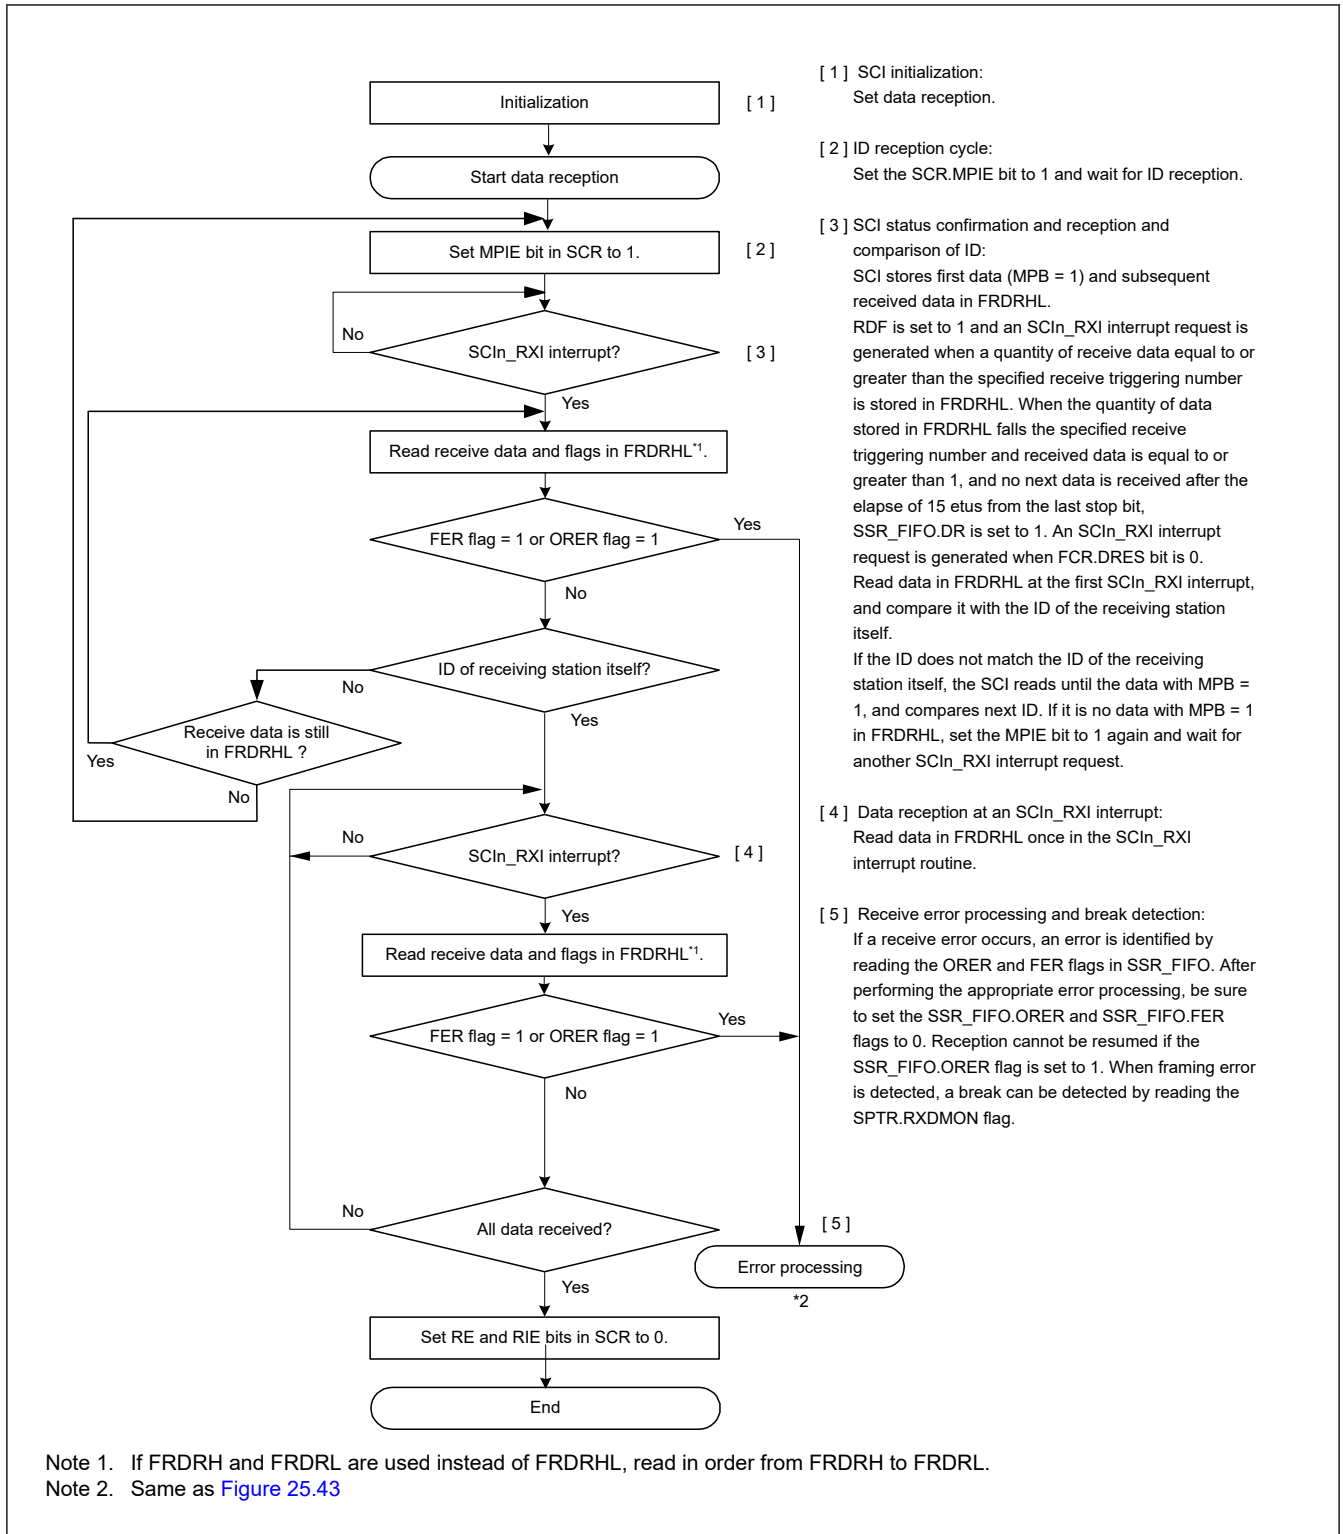 Initialization
[ 1 ]
Start data reception
Set MPIE bit in SCR to 1.
[ 2 ]
No
SCIn_RXI interrupt?
[ 3 ]
Yes
Read receive data and flags in FRDRHL*1.
FER flag = 1 or ORER flag = 1
Yes
No
ID of receiving station itself?
No
Yes
Receive data is still
in FRDRHL ?
Yes
No
No
SCIn_RXI interrupt?
[ 4 ]
Yes
Read receive data and flags in FRDRHL*1.
FER flag = 1 or ORER flag = 1
Yes
No
No
All data received?
Yes
[ 5 ]
Error processing
*2
Set RE and RIE bits in SCR to 0.
End
[ 1 ] SCI initialization:
Set data reception.
[ 2 ] ID reception cycle:
Set the SCR.MPIE bit to 1 and wait for ID reception.
[ 3 ] SCI status confirmation and reception and
comparison of ID:
SCI stores first data (MPB = 1) and subsequent
received data in FRDRHL.
RDF is set to 1 and an SCIn_RXI interrupt request is
generated when a quantity of receive data equal to or
greater than the specified receive triggering number
is stored in FRDRHL. When the quantity of data
stored in FRDRHL falls the specified receive
triggering number and received data is equal to or
greater than 1, and no next data is received after the
elapse of 15 etus from the last stop bit,
SSR_FIFO.DR is set to 1. An SCIn_RXI interrupt
request is generated when FCR.DRES bit is 0.
Read data in FRDRHL at the first SCIn_RXI interrupt,
and compare it with the ID of the receiving station
itself.
If the ID does not match the ID of the receiving
station itself, the SCI reads until the data with MPB =
1, and compares next ID. If it is no data with MPB = 1
in FRDRHL, set the MPIE bit to 1 again and wait for
another SCIn_RXI interrupt request.
[ 4 ] Data reception at an SCIn_RXI interrupt:
Read data in FRDRHL once in the SCIn_RXI
interrupt routine.
[ 5 ] Receive error processing and break detection:
If a receive error occurs, an error is identified by
reading the ORER and FER flags in SSR_FIFO. After
performing the appropriate error processing, be sure
to set the SSR_FIFO.ORER and SSR_FIFO.FER
flags to 0. Reception cannot be resumed if the
SSR_FIFO.ORER flag is set to 1. When framing error
is detected, a break can be detected by reading the
SPTR.RXDMON flag.
Note 1. If FRDRH and FRDRL are used instead of FRDRHL, read in order from FRDRH to FRDRL.
Note 2. Same as Figure 25.43